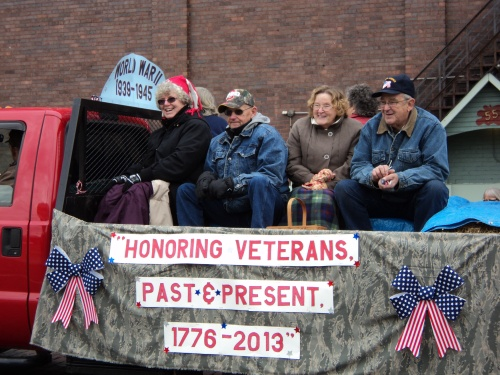 WORLD WAR II
1939-1945
"HONORING VETERANS,
PAST & PRESENT,
1776-2013"